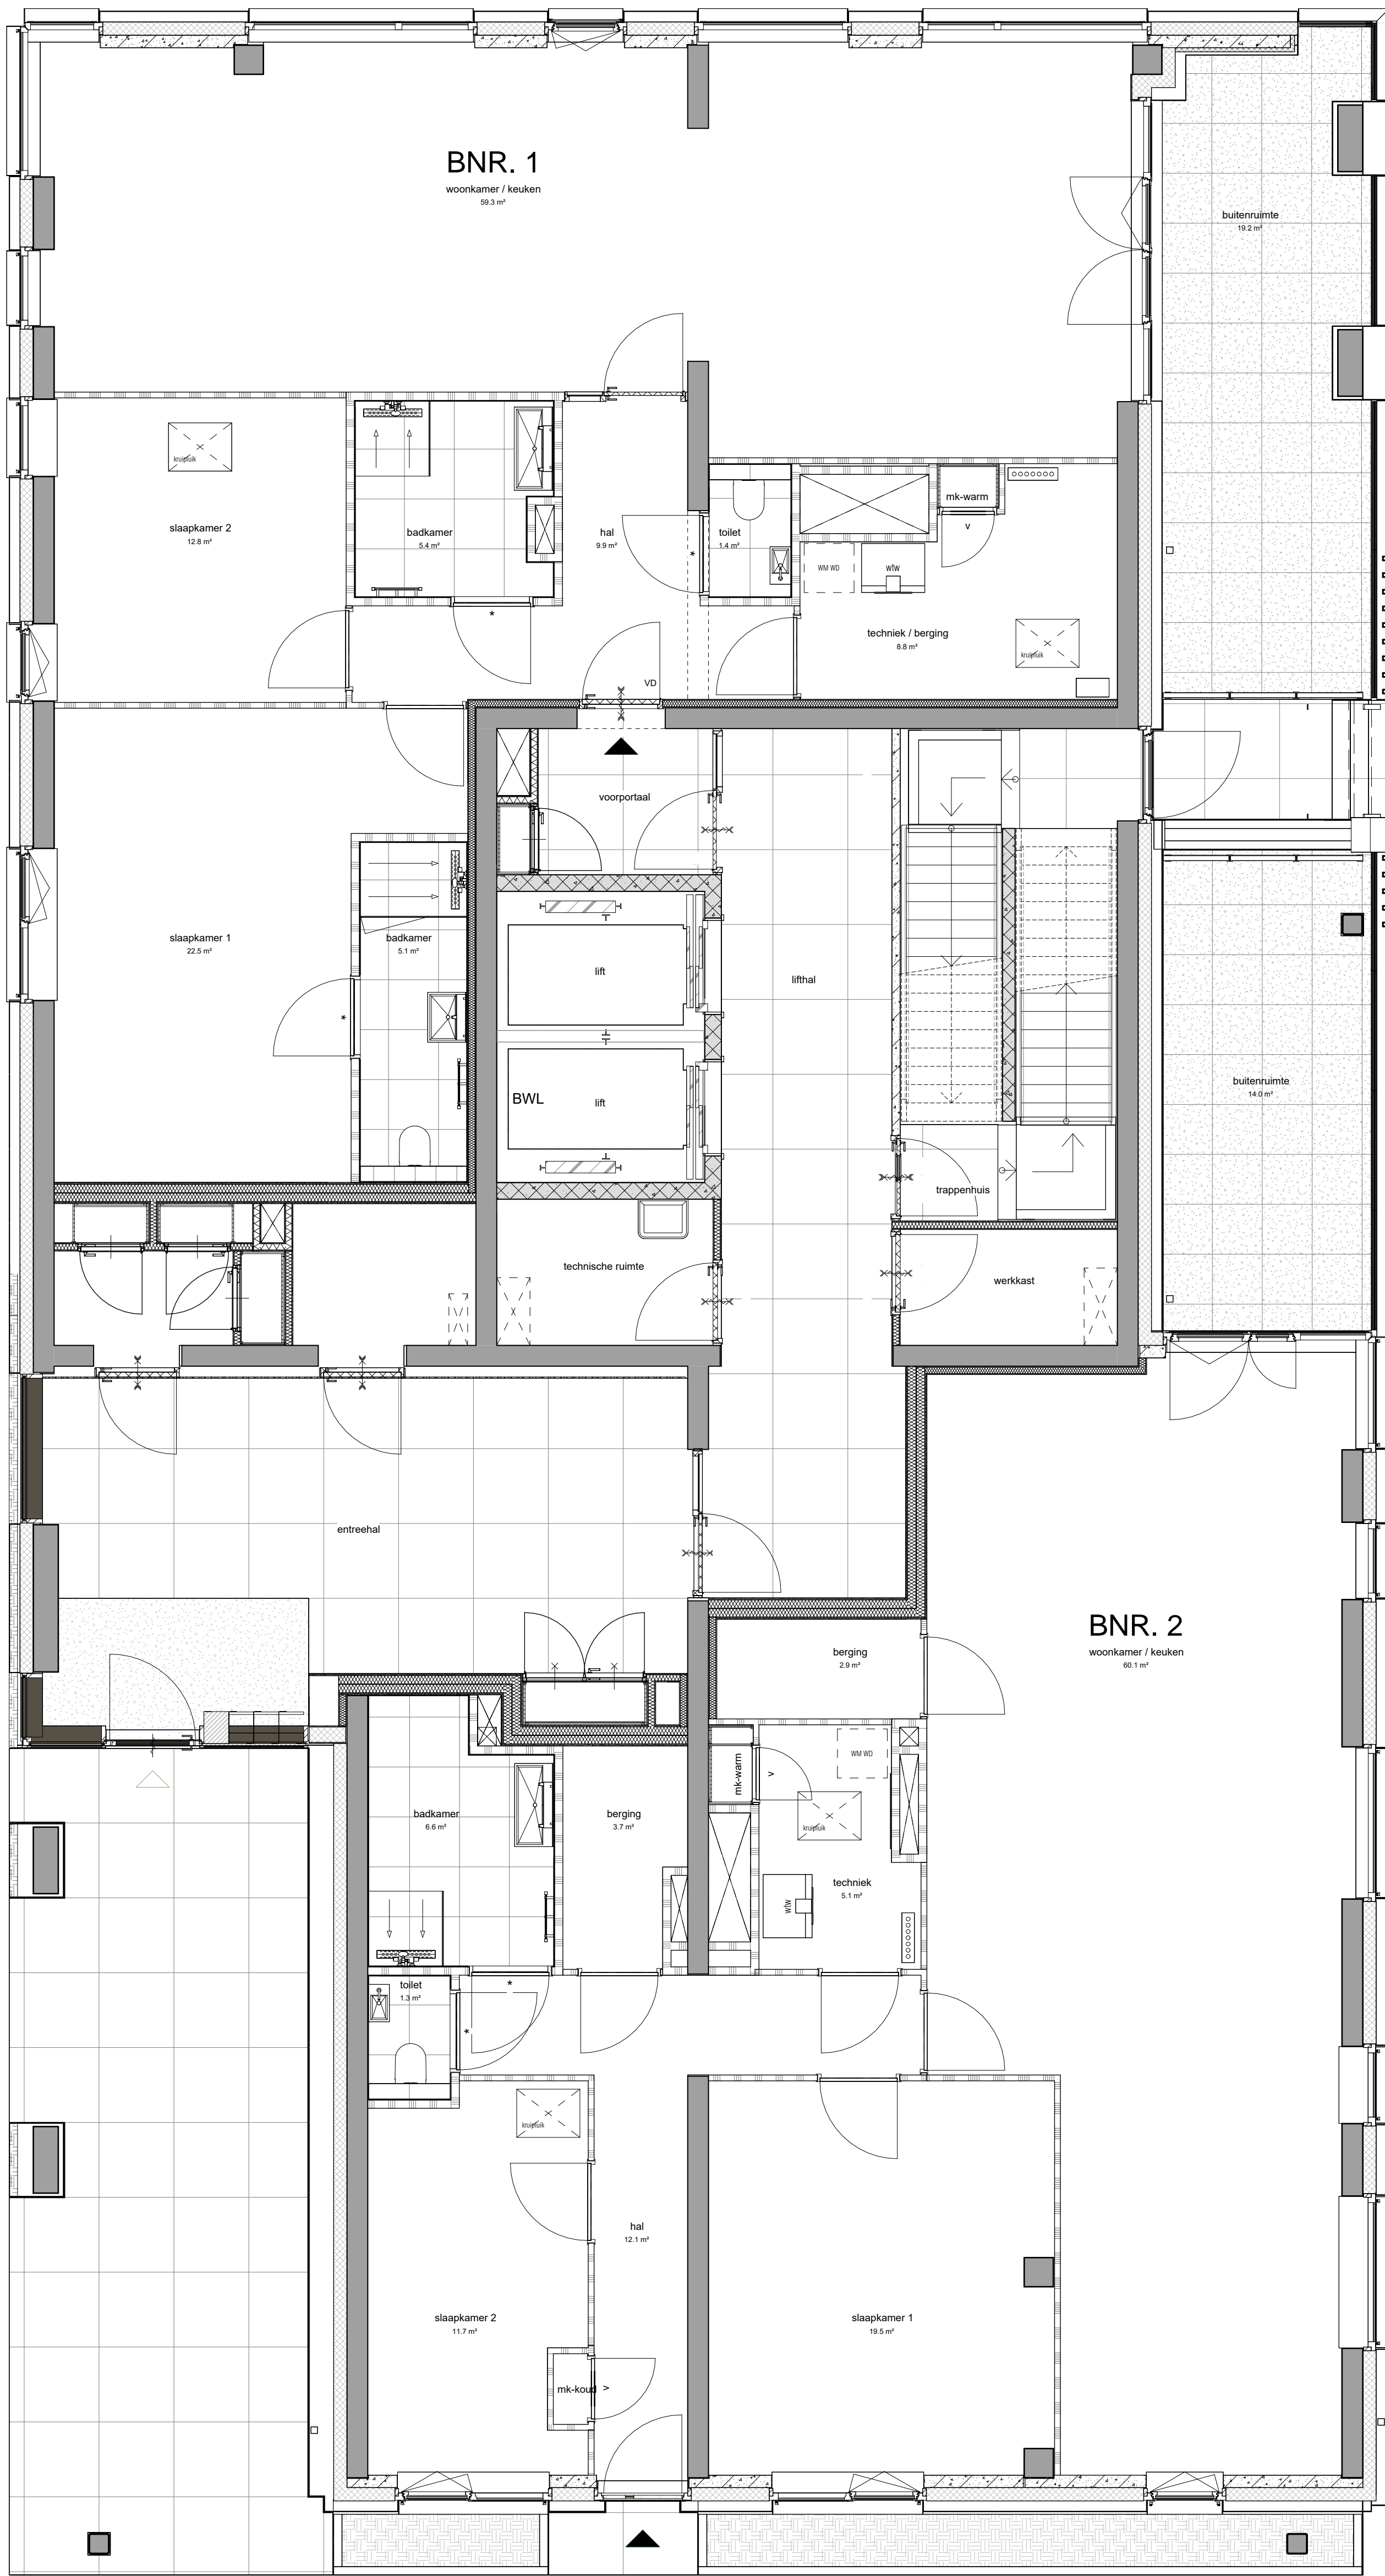 BNR. 1
woonkamer / keuken
59.3 m²
buitenruimte
19.2 m²
kruipluik
slaapkamer 2
12.8 m²
badkamer
5.4 m²
hal
9.9 m²
*
toilet
1.4 m²
mk-warm
v
WM WD
wtw
techniek / berging
8.8 m²
kruipluik
*
VD
voorportaal
slaapkamer 1
22.5 m²
badkamer
5.1 m²
*
lift
lifthal
BWL
lift
buitenruimte
14.0 m²
trappenhuis
technische ruimte
werkkast
entreehal
BNR. 2
woonkamer / keuken
60.1 m²
berging
2.9 m²
mk-warm
v
WM WD
kruipluik
badkamer
6.6 m²
berging
3.7 m²
techniek
5.1 m²
wtw
toilet
1.3 m²
*
*
kruipluik
hal
12.1 m²
slaapkamer 2
11.7 m²
slaapkamer 1
19.5 m²
mk-koud
v